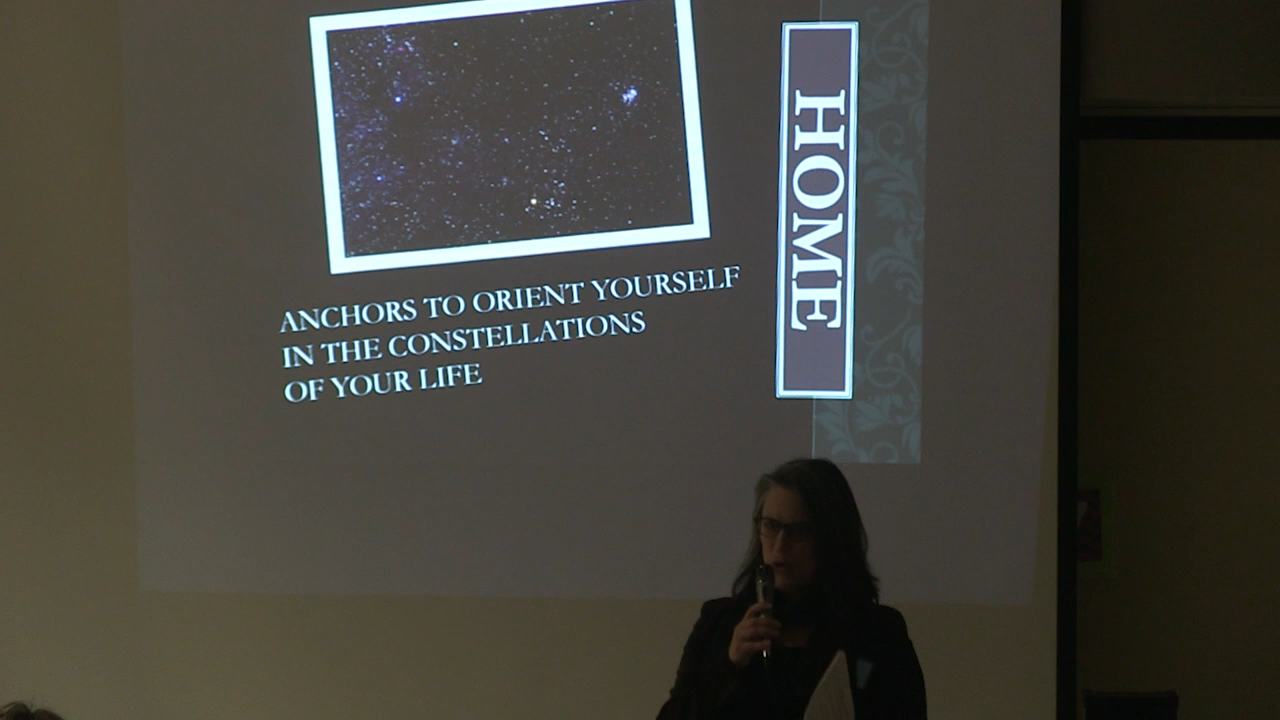 ANCHORS TO ORIENT YOURSELF
IN THE CONSTELLATIONS
OF YOUR LIFE
HOME